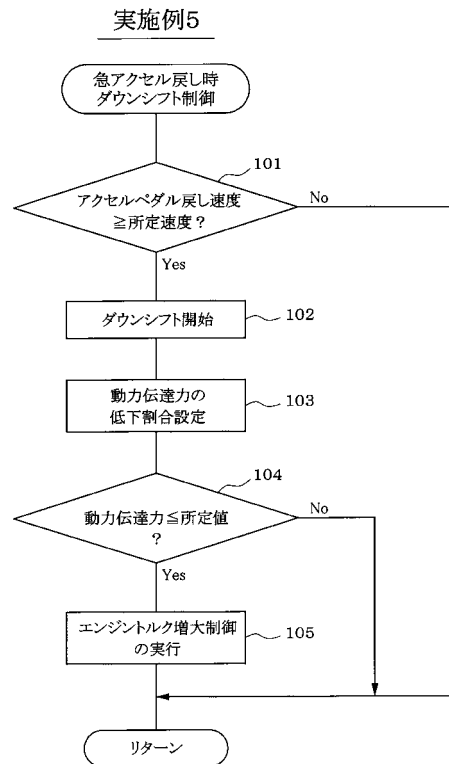 実施例5
急アクセル戻し時
ダウンシフト制御
101
アクセルペダル戻し速度
≧所定速度？
No
Yes
ダウンシフト開始
102
動力伝達力の
低下割合設定
103
104
動力伝達力≦所定値
？
No
Yes
エンジントルク増大制御
の実行
105
リターン